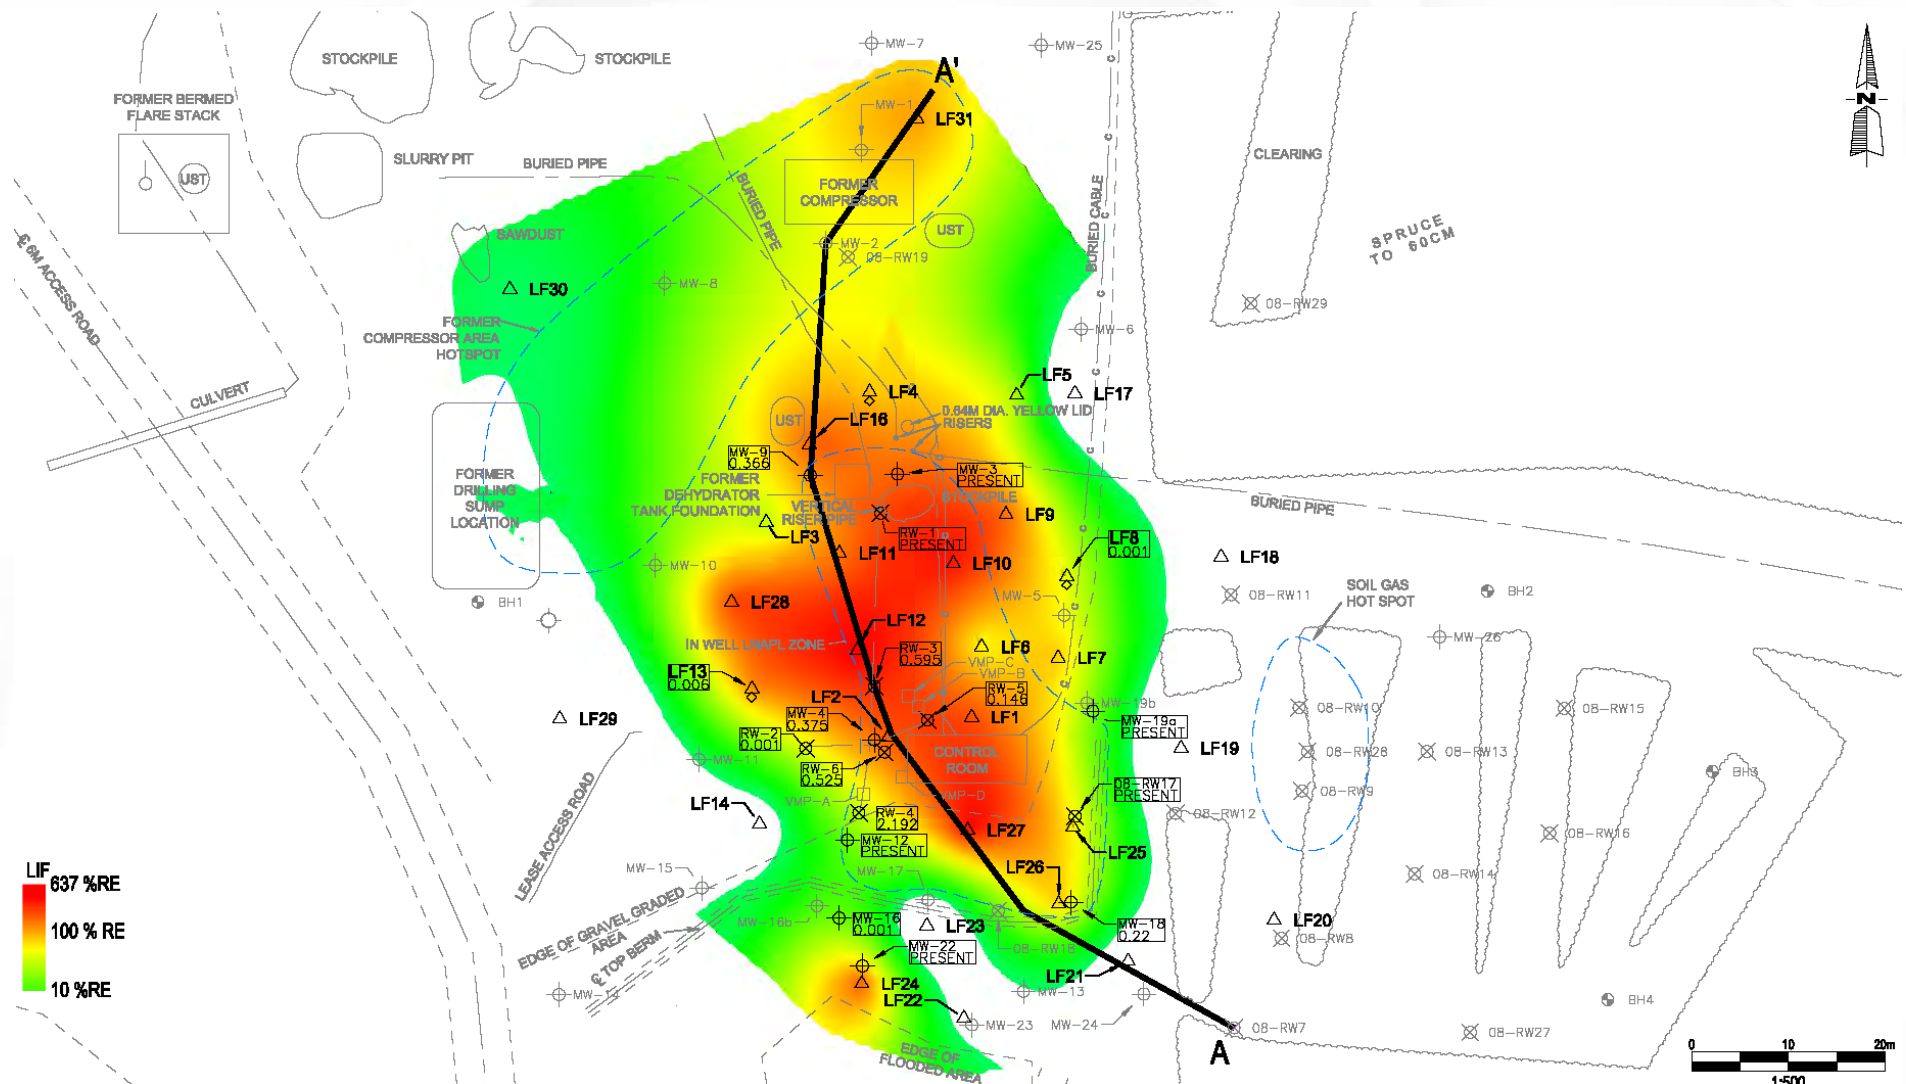 A'
MW-7
MW-25
STOCKPILE
STOCKPILE
FORMER BERMED
FLARE STACK
UST
SLURRY PIT
BURIED PIPE
MW-1
LF31
N
CLEARING
BURIED PIPE
FORMER
COMPRESSOR
UST
BURIED CABLE
SPRUCE
TO 60CM
₵ 6M ACCESS ROAD
SAWDUST
MW-2
08-RW19
LF30
MW-8
08-RW29
FORMER
COMPRESSOR AREA
HOTSPOT
MW-6
CULVERT
LF4
LF5
LF17
UST
LF16
0.64M DIA. YELLOW LID
RISERS
MW-9
0.366
MW-3
PRESENT
FORMER
DRILLING
SUMP
LOCATION
FORMER
DEHYDRATOR
TANK FOUNDATION
VERTICAL
RISER PIPE
STOCKPILE
BURIED PIPE
LF9
LF3
RW-1
PRESENT
LF8
0.001
LF11
LF10
LF18
MW-10
SOIL GAS
HOT SPOT
BH1
LF28
MW-5
08-RW11
BH2
LF12
MW-26
IN WELL LNAPL ZONE
RW-3
0.595
LF6
LF7
VMP-C
VMP-B
LF13
0.006
LF2
RW-5
0.146
MW-19b
MW-4
0.375
LF1
MW-19a
PRESENT
08-RW10
08-RW15
LF29
RW-2
0.001
LF19
MW-11
CONTROL
ROOM
08-RW28
08-RW13
RW-6
0.525
BH3
VMP-A
VMP-D
08-RW17
PRESENT
08-RW9
LF14
RW-4
2.192
08-RW12
LF27
08-RW16
MW-12
PRESENT
LF25
LEASE ACCESS ROAD
MW-15
MW-17
LF26
08-RW14
LIF
637 %RE
100 % RE
10 %RE
EDGE OF GRAVEL GRADED
AREA
MW-16b
MW-16
0.001
LF23
MW-18
0.22
LF20
08-RW8
₵ TOP BERM
MW-22
PRESENT
08-RW18
LF21
LF24
MW-14
LF22
MW-13
MW-24
BH4
MW-23
08-RW7
08-RW27
A
EDGE OF
FLOODED AREA
0 10 20m
1:500